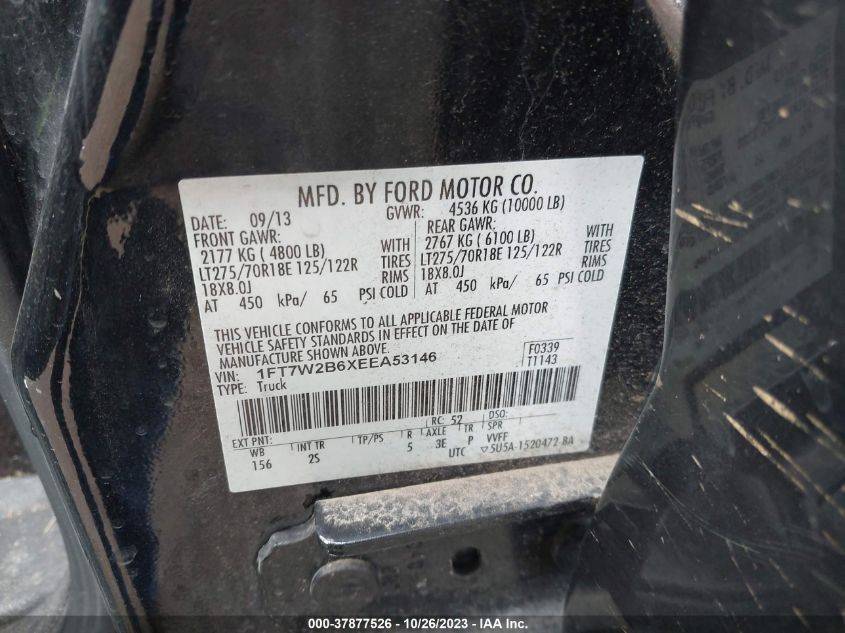 MFD. BY FORD MOTOR CO.
DATE: 09/13 GVWR: 4536 KG (10000 LB)
FRONT GAWR: REAR GAWR:
2177 KG ( 4800 LB) WITH 2767 KG ( 6100 LB) WITH
LT275/70R18E 125/122R TIRES LT275/70R18E 125/122R TIRES
18X8.0J RIMS 18X8.0J RIMS
AT 450 kPa/ 65 PSI COLD AT 450 kPa/ 65 PSI COLD
THIS VEHICLE CONFORMS TO ALL APPLICABLE FEDERAL MOTOR
VEHICLE SAFETY STANDARDS IN EFFECT ON THE DATE OF
MANUFACTURE SHOWN ABOVE.
VIN: 1FT7W2B6XEEA53146 F0339
TYPE: Truck T1143
EXT PNT: RC: 52 DSO:
WB INT TR TP/PS R AXLE TR SPR
156 2S 5 3E P VVFF
UTC ▽5U5A-1520472-BA
000-37877526 - 10/26/2023 - IAA Inc.